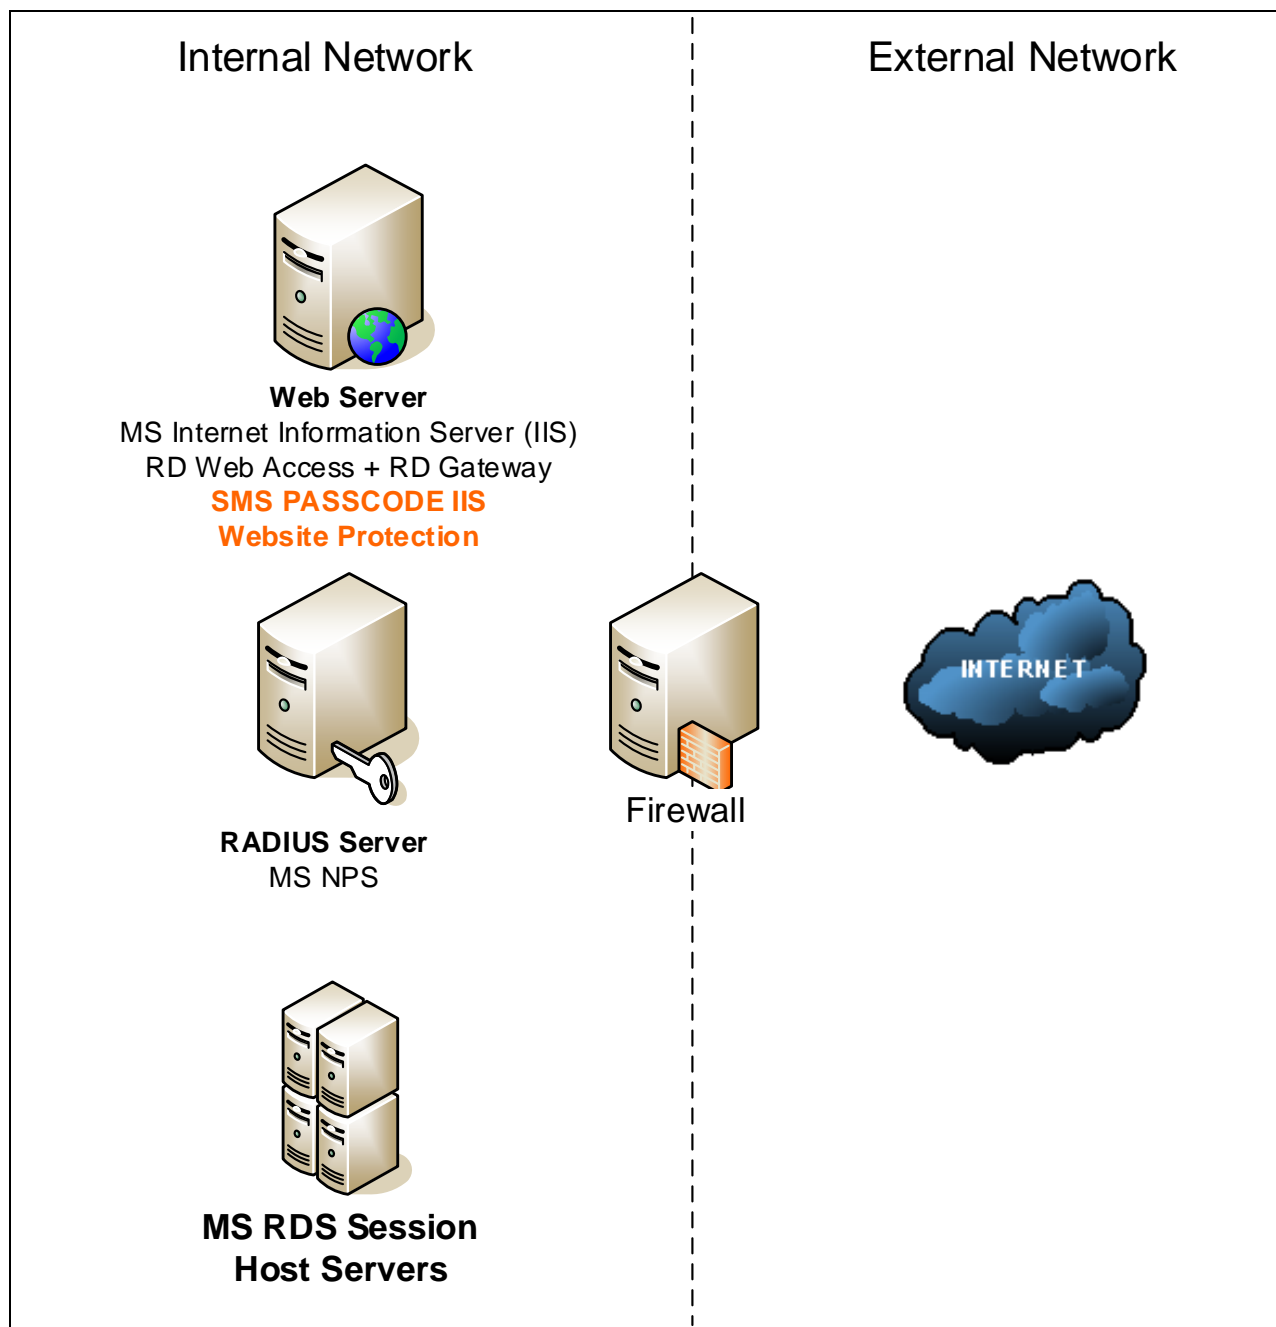 Internal Network
External Network
Web Server
MS Internet Information Server (IIS)
RD Web Access + RD Gateway
SMS PASSCODE IIS
Website Protection
INTERNET
Firewall
RADIUS Server
MS NPS
MS RDS Session
Host Servers